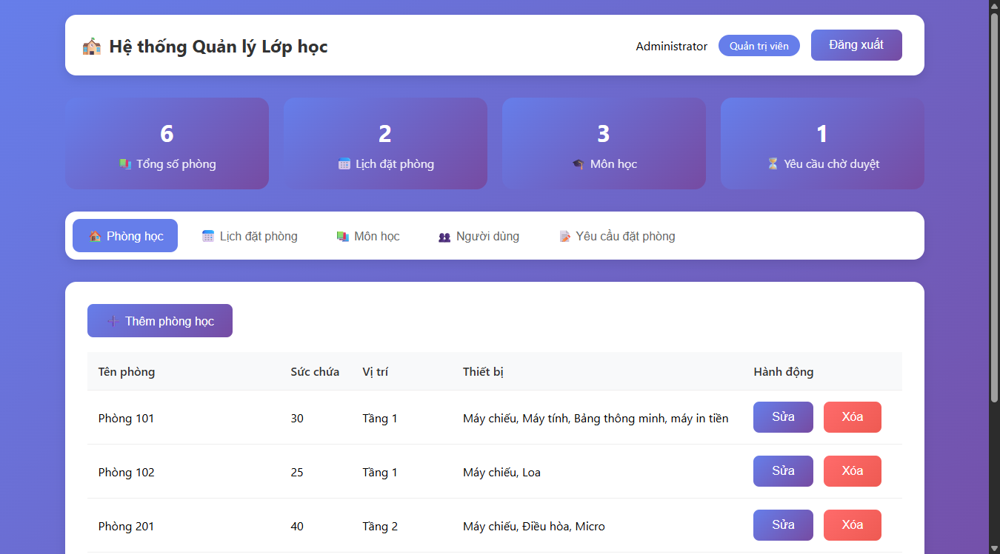 Hệ thống Quản lý Lớp học
Administrator Quản trị viên Đăng xuất
6 2 3 1
Tổng số phòng Lịch đặt phòng Môn học Yêu cầu chờ duyệt
Phòng học Lịch đặt phòng Môn học Người dùng Yêu cầu đặt phòng
Thêm phòng học
Tên phòng Sức chứa Vị trí Thiết bị Hành động
Phòng 101 30 Tầng 1 Máy chiếu, Máy tính, Bảng thông minh, máy in tiền Sửa Xóa
Phòng 102 25 Tầng 1 Máy chiếu, Loa Sửa Xóa
Phòng 201 40 Tầng 2 Máy chiếu, Điều hòa, Micro Sửa Xóa